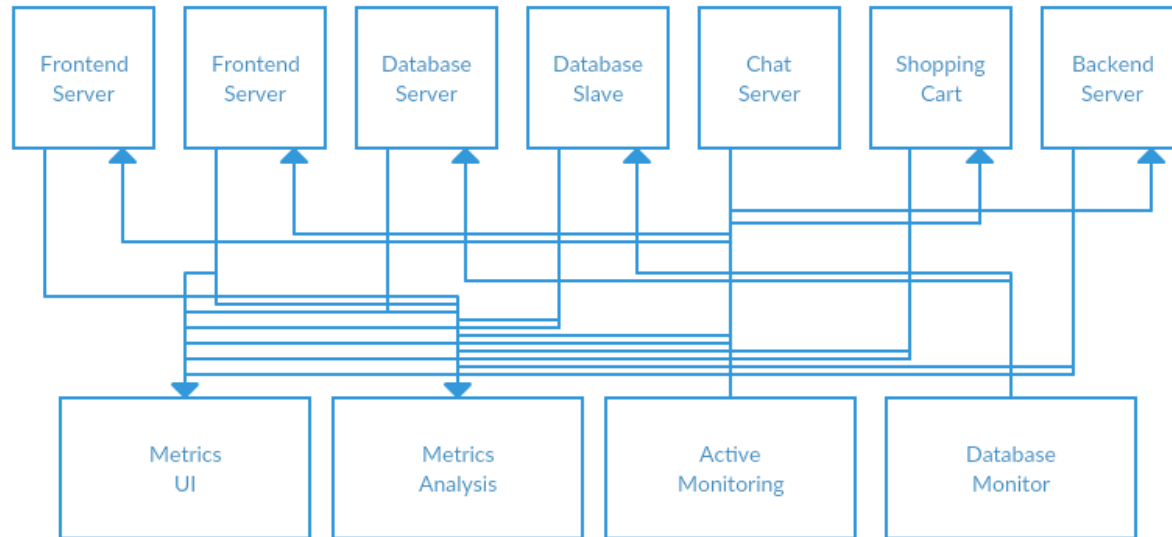 Frontend
Server
Frontend
Server
Database
Server
Database
Slave
Chat
Server
Shopping
Cart
Backend
Server
Metrics
UI
Metrics
Analysis
Active
Monitoring
Database
Monitor